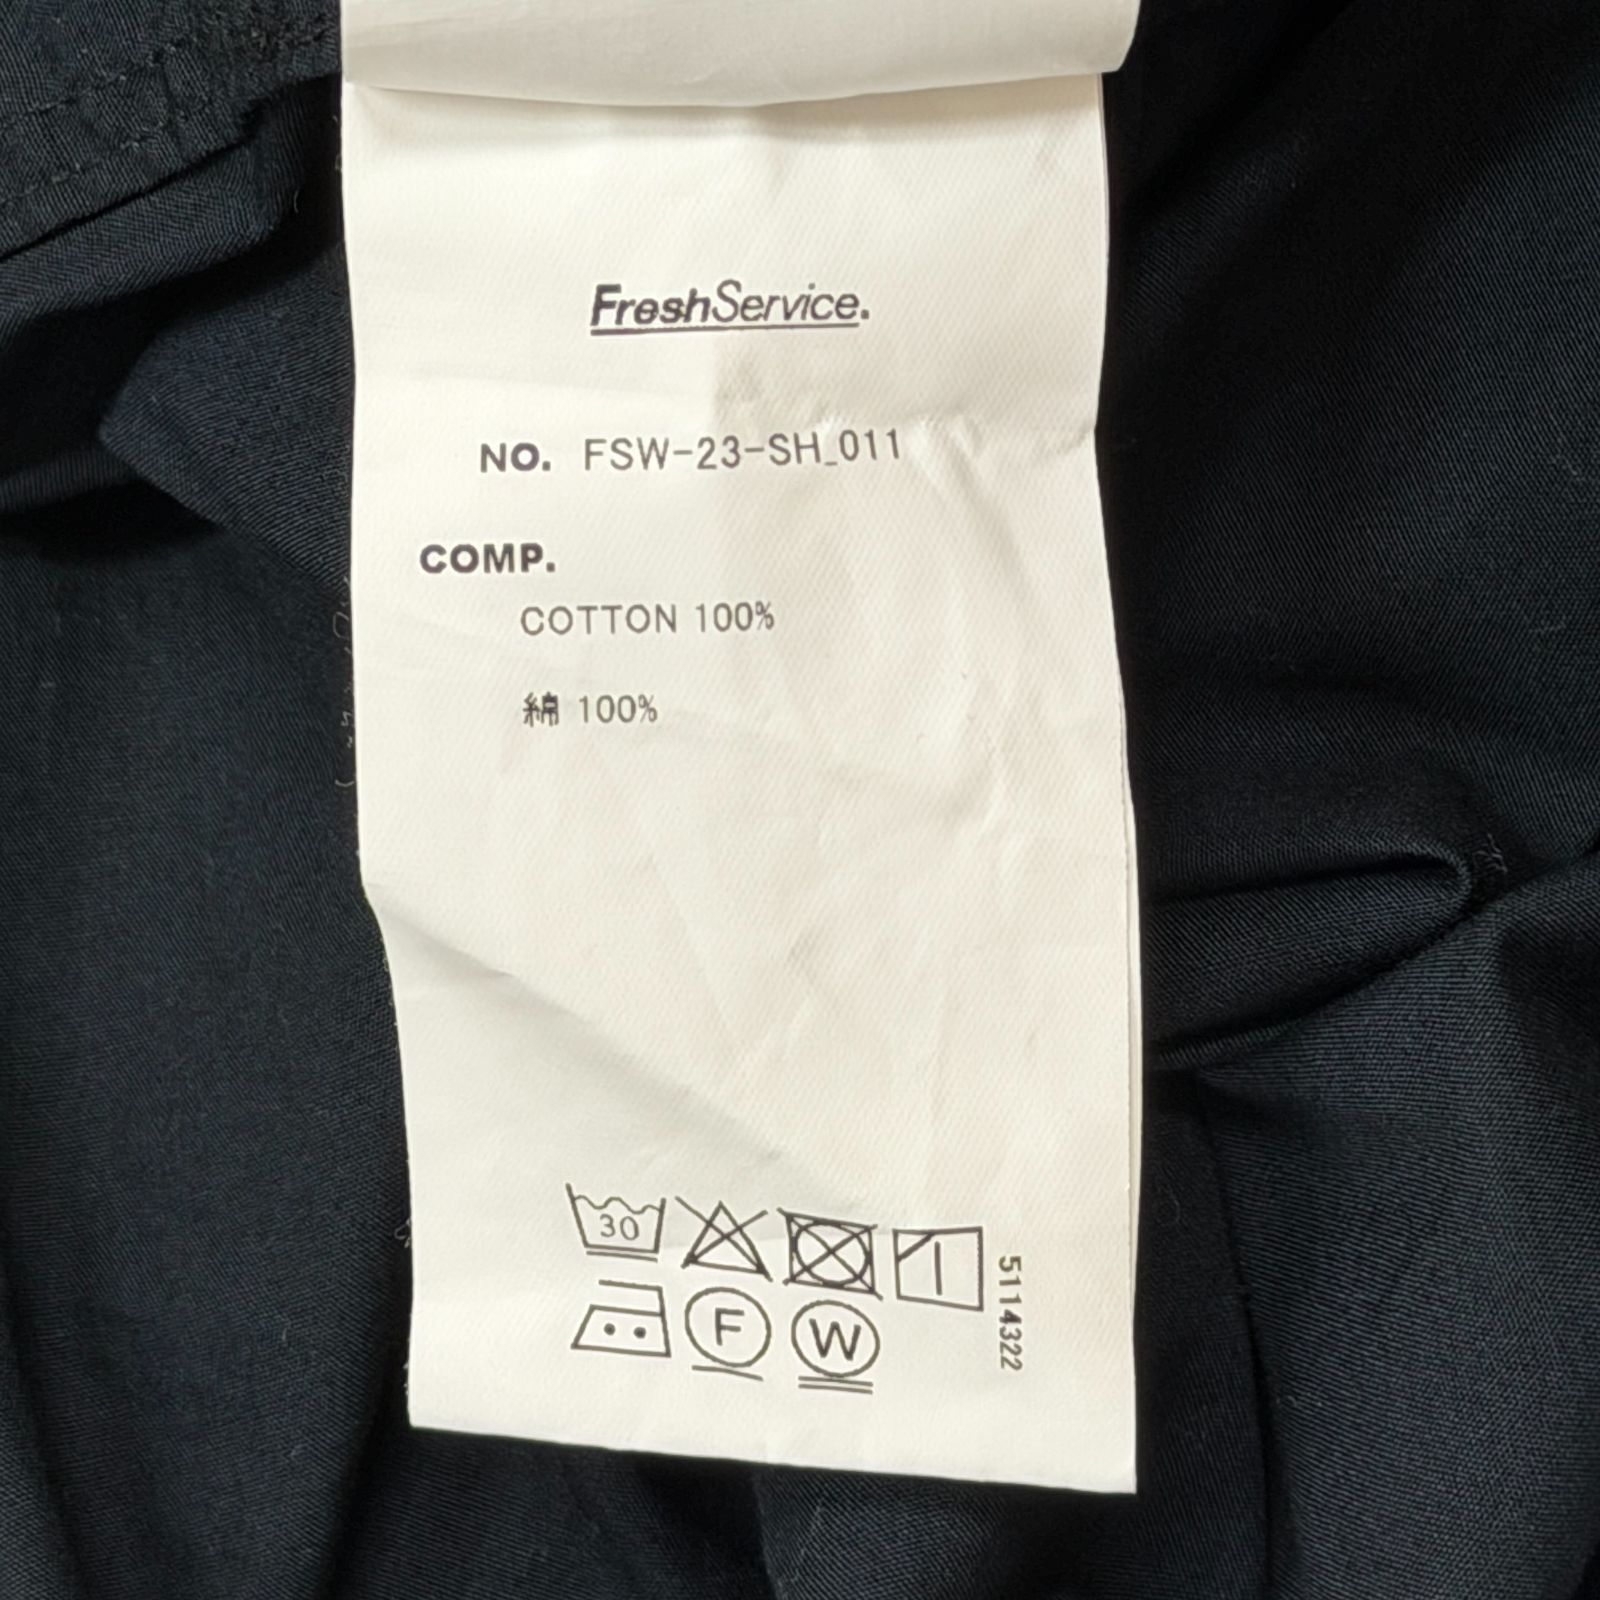 FreshService.
NO. FSW-23-SH_011
COMP.
COTTON 100%
綿 100%
30
F
W
5114322